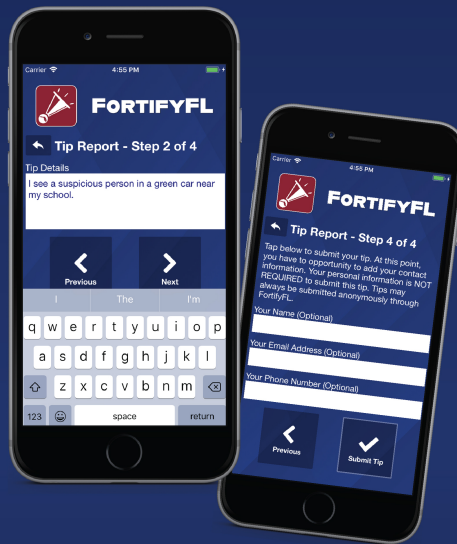 Carrier 4:55 PM
FORTIFYFL
Tip Report - Step 2 of 4
Tip Details
I see a suspicious person in a green car near
my school.
Previous Next
I The I'm
q w e r t y u i o p
a s d f g h j k l
z x c v b n m
123 space return
Carrier 4:55 PM
FORTIFYFL
Tip Report - Step 4 of 4
Tap below to submit your tip. At this point,
you have to opportunity to add your contact
information. Your personal information is NOT
REQUIRED to submit this tip. Tips may
always be submitted anonymously through
FortifyFL.
Your Name (Optional)
Your Email Address (Optional)
Your Phone Number (Optional)
Previous Submit Tip